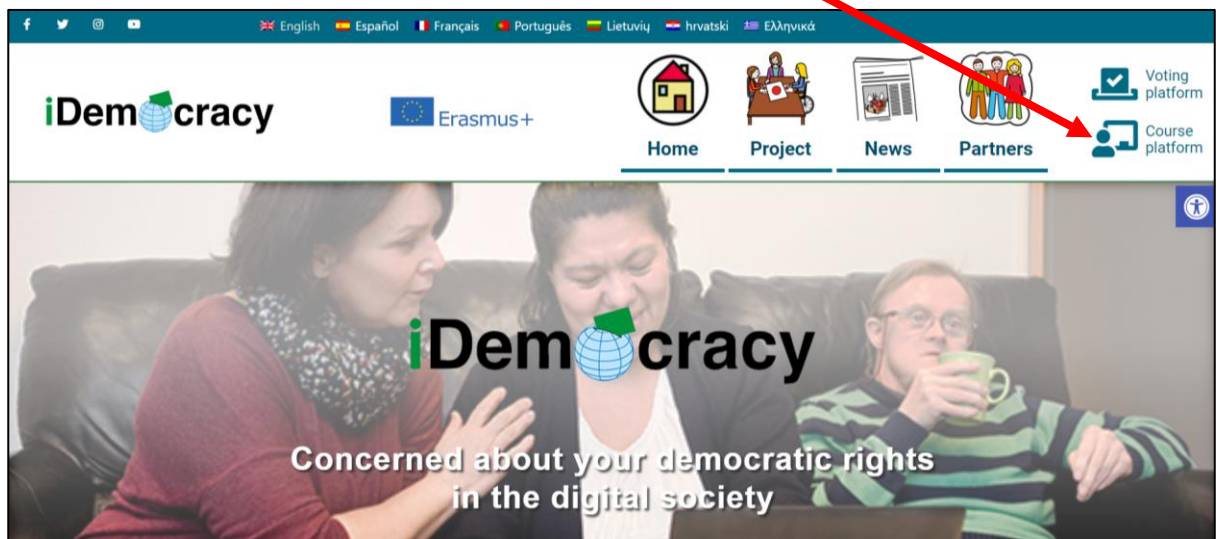 English Español Français Português Lietuvių hrvatski Ελληνικά
iDemocracy
Erasmus+
Home Project News Partners
Voting
platform
Course
platform
iDemocracy
Concerned about your democratic rights
in the digital society